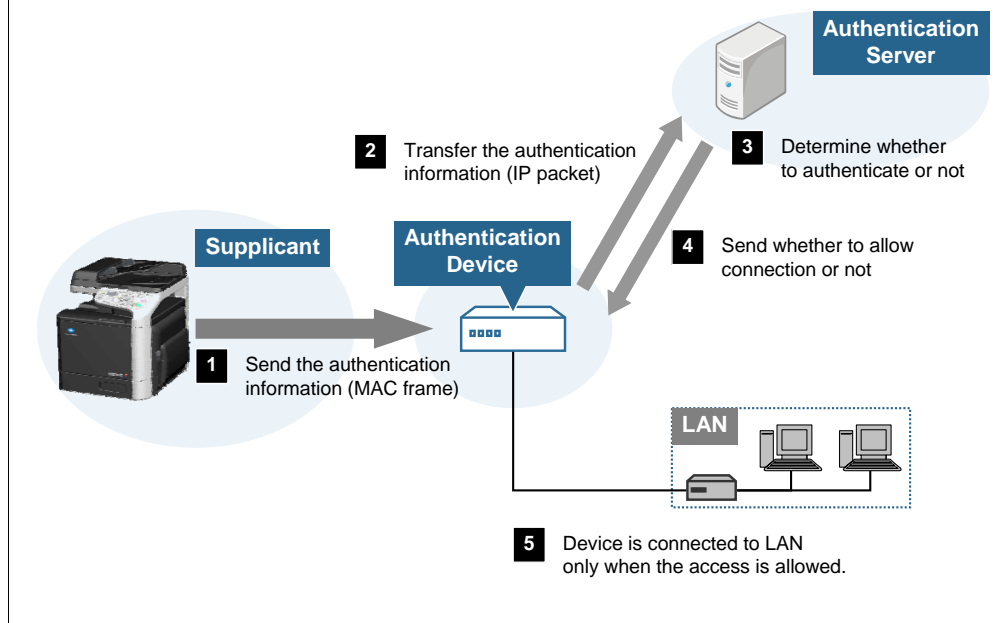 Authentication
Server
2
Transfer the authentication
information (IP packet)
3
Determine whether
to authenticate or not
Supplicant
Authentication
Device
4
Send whether to allow
connection or not
1
Send the authentication
information (MAC frame)
LAN
5
Device is connected to LAN
only when the access is allowed.